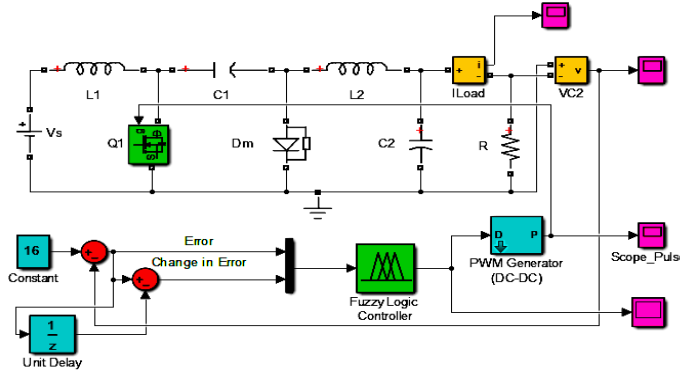 i
+
ILoad
+
-
v
VC2
L1
C1
L2
+
Vs
Q1
g
D
S
Dm
C2
R
16
Constant
+
-
Error
Change in Error
+
-
1
z
Unit Delay
Fuzzy Logic
Controller
D
P
PWM Generator
(DC-DC)
Scope_Pulse